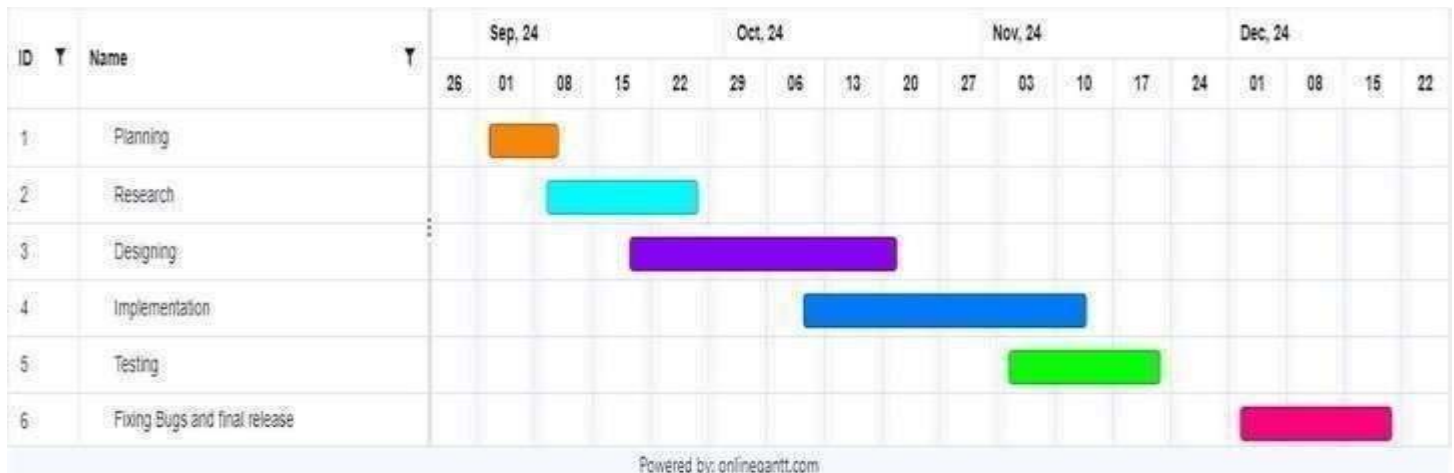 Sep, 24 Oct, 24 Nov, 24 Dec, 24
ID Name
26 01 08 15 22 29 06 13 20 27 03 10 17 24 01 08 15 22
1 Planning
2 Research
3 Designing
4 Implementation
5 Testing
6 Fixing Bugs and final release
Powered by: onlinegantt.com